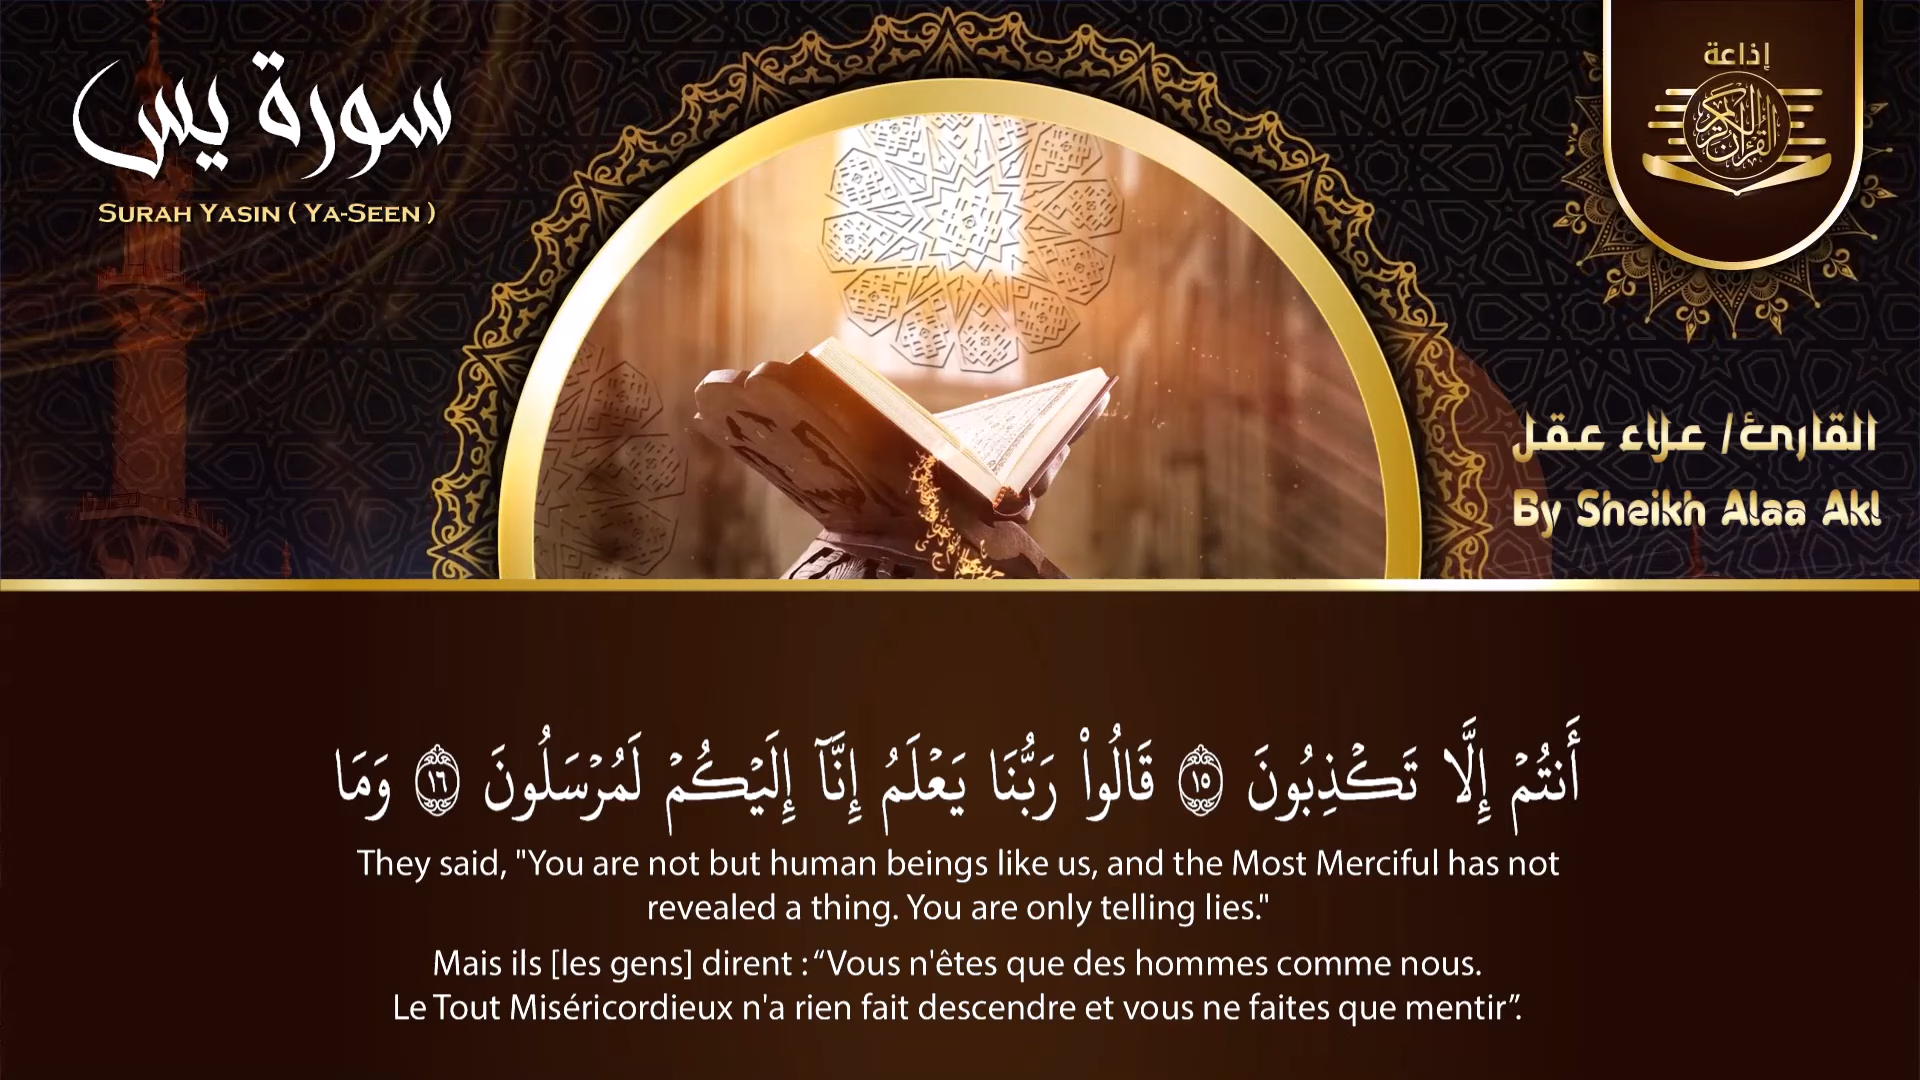 سورة يس
SURAH YASIN ( YA-SEEN )
إذاعة
القرآن الكريم
القارئ/ علاء عقل
By Sheikh Alaa Akl
أَنتُمْ إِلَّا تَكْذِبُونَ ١٥ قَالُوا۟ رَبُّنَا يَعْلَمُ إِنَّآ إِلَيْكُمْ لَمُرْسَلُونَ ١٦ وَمَا
They said, "You are not but human beings like us, and the Most Merciful has not
revealed a thing. You are only telling lies."
Mais ils [les gens] dirent : “Vous n'êtes que des hommes comme nous.
Le Tout Miséricordieux n'a rien fait descendre et vous ne faites que mentir”.